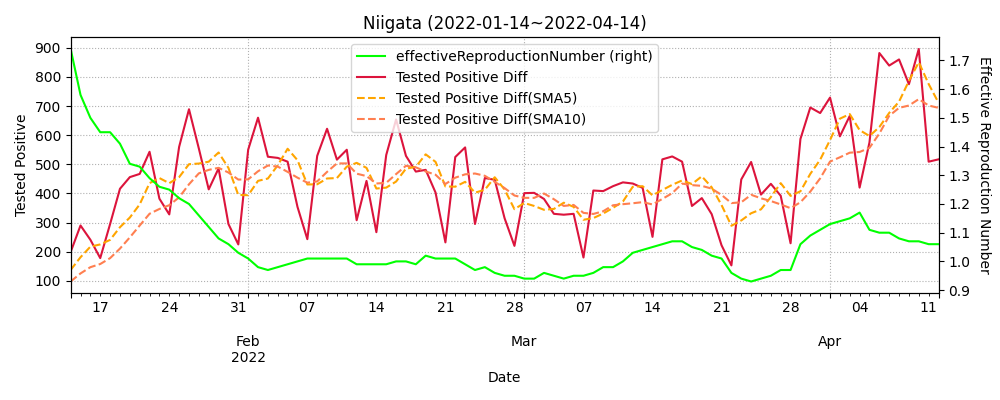 Niigata (2022-01-14~2022-04-14)
effectiveReproductionNumber (right)
Tested Positive Diff
Tested Positive Diff(SMA5)
Tested Positive Diff(SMA10)
Tested Positive
900
800
700
600
500
400
300
200
100
Effective Reproduction Number
1.7
1.6
1.5
1.4
1.3
1.2
1.1
1.0
0.9
17 24 31 07 14 21 28 07 14 21 28 04 11
Feb Mar Apr
2022
Date